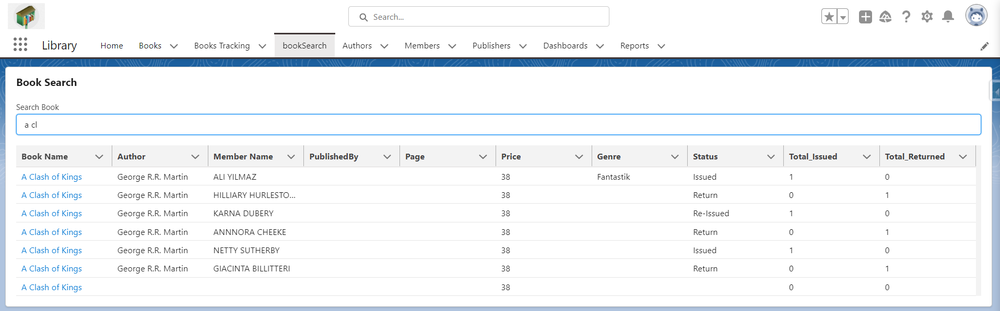 Search...
Library Home Books Books Tracking bookSearch Authors Members Publishers Dashboards Reports
Book Search
Search Book
a cl
Book Name Author Member Name PublishedBy Page Price Genre Status Total_Issued Total_Returned
A Clash of Kings George R.R. Martin ALI YILMAZ 38 Fantastik Issued 1 0
A Clash of Kings George R.R. Martin HILLIARY HURLESTO... 38 Return 0 1
A Clash of Kings George R.R. Martin KARNA DUBERY 38 Re-Issued 1 0
A Clash of Kings George R.R. Martin ANNNORA CHEEKE 38 Return 0 1
A Clash of Kings George R.R. Martin NETTY SUTHERBY 38 Issued 1 0
A Clash of Kings George R.R. Martin GIACINTA BILLITTERI 38 Return 0 1
A Clash of Kings 38 0 0